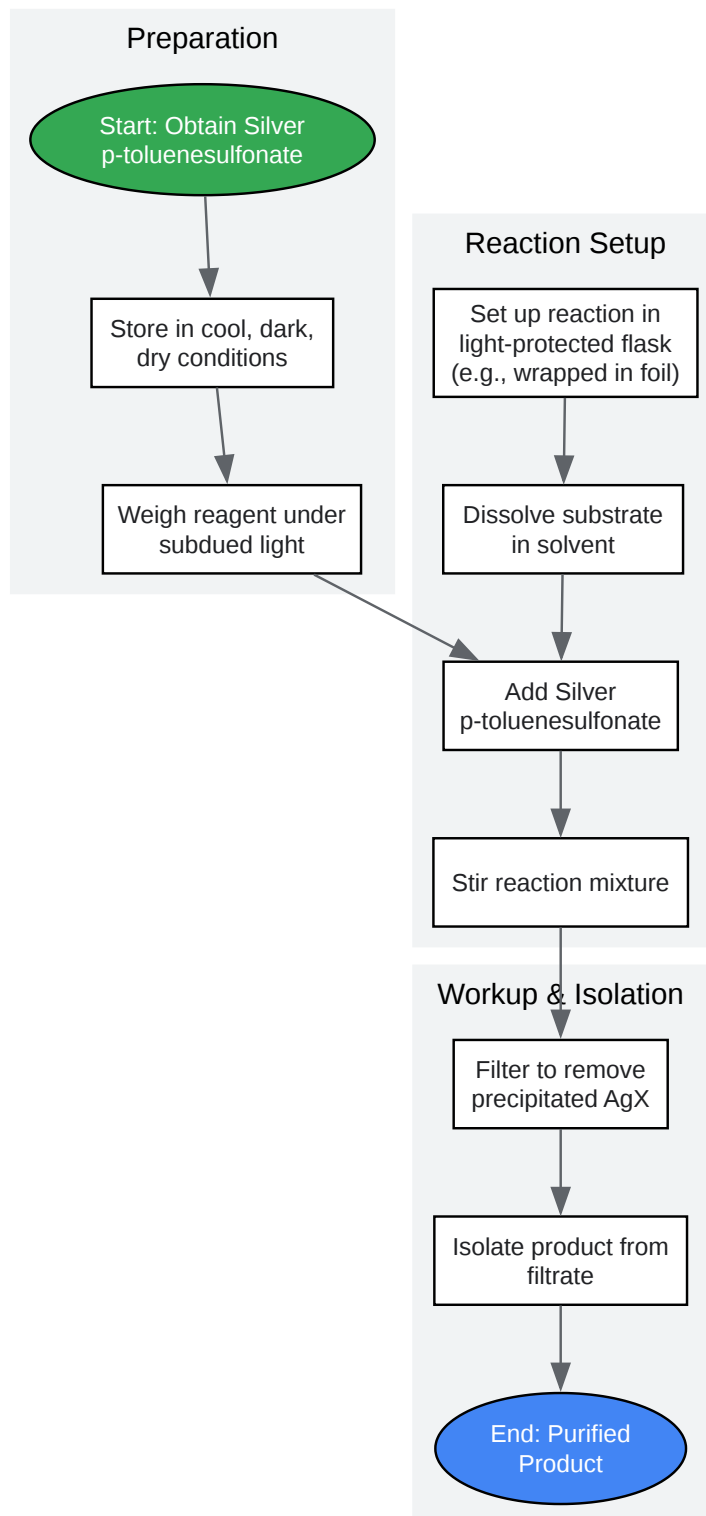 Preparation
Start: Obtain Silver
p-toluenesulfonate
Store in cool, dark,
dry conditions
Weigh reagent under
subdued light
Reaction Setup
Set up reaction in
light-protected flask
(e.g., wrapped in foil)
Dissolve substrate
in solvent
Add Silver
p-toluenesulfonate
Stir reaction mixture
Workup & Isolation
Filter to remove
precipitated AgX
Isolate product from
filtrate
End: Purified
Product